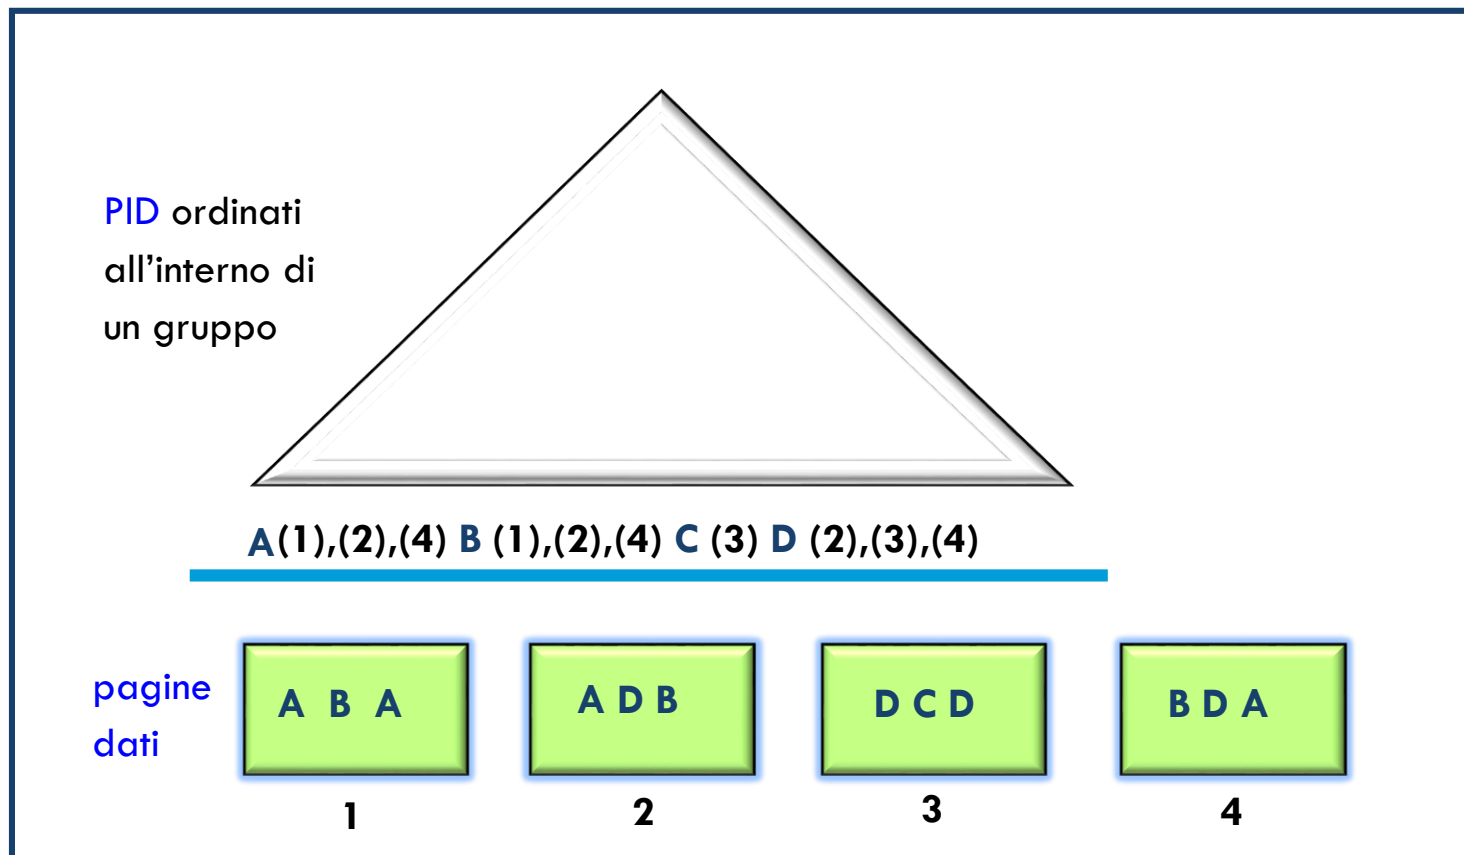 PID ordinati
all’interno di
un gruppo
A(1),(2),(4) B (1),(2),(4) C (3) D (2),(3),(4)
pagine
dati
A B A
A D B
D C D
B D A
1
2
3
4